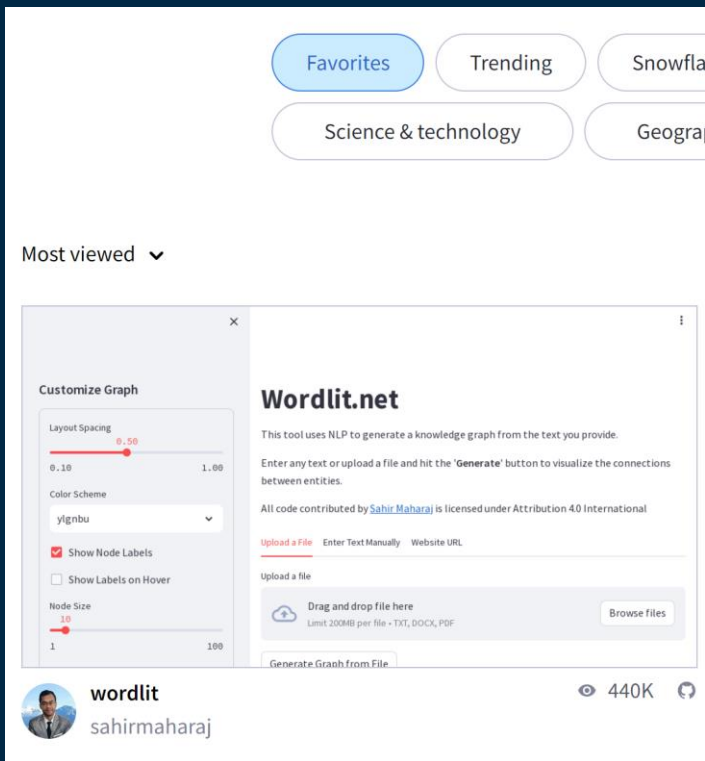 Favorites
Trending
Snowfla
Science & technology
Geograp
Most viewed
Customize Graph
Layout Spacing
0.50
0.10 1.00
Color Scheme
ylgnbu
Show Node Labels
Show Labels on Hover
Node Size
10
1 100
Wordlit.net
This tool uses NLP to generate a knowledge graph from the text you provide.
Enter any text or upload a file and hit the 'Generate' button to visualize the connections
between entities.
All code contributed by Sahir Maharaj is licensed under Attribution 4.0 International
Upload a File Enter Text Manually Website URL
Upload a file
Drag and drop file here
Limit 200MB per file • TXT, DOCX, PDF
Browse files
Generate Graph from File
wordlit
sahirmaharaj
440K